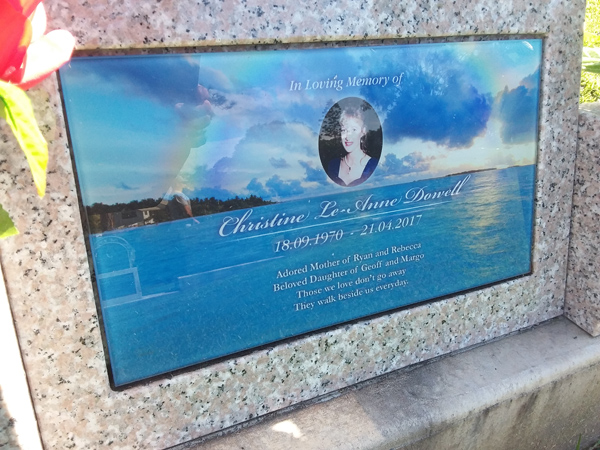 In Loving Memory of
Christine Le-Anne Dowell
18.09.1970 - 21.04.2017
Adored Mother of Ryan and Rebecca
Beloved Daughter of Geoff and Margo
Those we love don't go away
They walk beside us everyday.